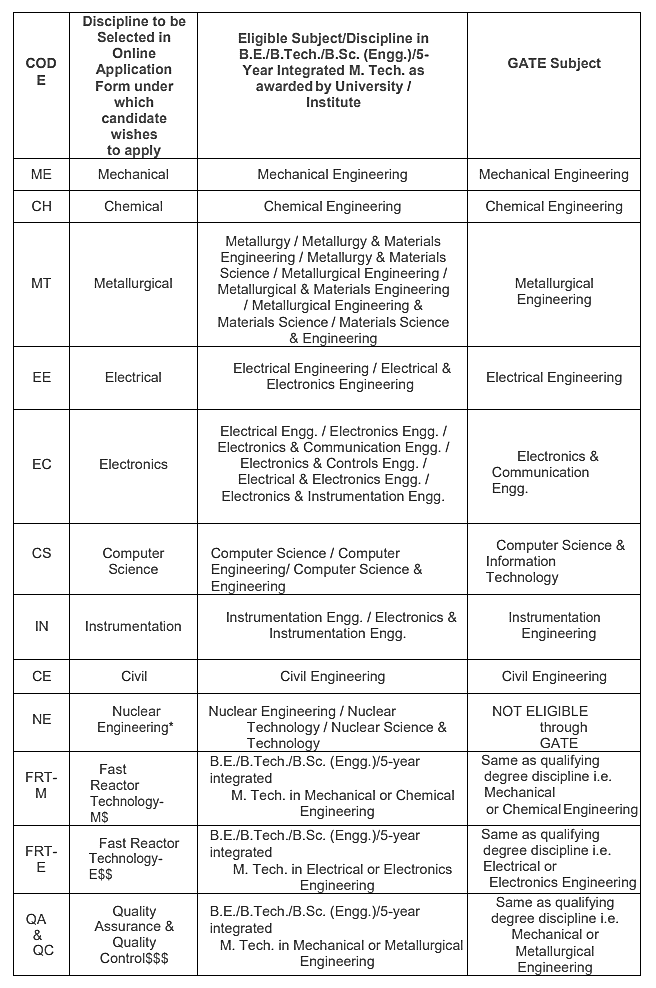 COD
E
Discipline to be
Selected in
Online
Application
Form under
which
candidate
wishes
to apply
Eligible Subject/Discipline in
B.E./B.Tech./B.Sc. (Engg.)/5-
Year Integrated M. Tech. as
awarded by University /
Institute
GATE Subject
ME
Mechanical
Mechanical Engineering
Mechanical Engineering
CH
Chemical
Chemical Engineering
Chemical Engineering
MT
Metallurgical
Metallurgy / Metallurgy & Materials
Engineering / Metallurgy & Materials
Science / Metallurgical Engineering /
Metallurgical & Materials Engineering
/ Metallurgical Engineering &
Materials Science / Materials Science
& Engineering
Metallurgical
Engineering
EE
Electrical
Electrical Engineering / Electrical &
Electronics Engineering
Electrical Engineering
EC
Electronics
Electrical Engg. / Electronics Engg. /
Electronics & Communication Engg. /
Electronics & Controls Engg. /
Electrical & Electronics Engg. /
Electronics & Instrumentation Engg.
Electronics &
Communication
Engg.
CS
Computer
Science
Computer Science / Computer
Engineering/ Computer Science &
Engineering
Computer Science &
Information
Technology
IN
Instrumentation
Instrumentation Engg. / Electronics &
Instrumentation Engg.
Instrumentation
Engineering
CE
Civil
Civil Engineering
Civil Engineering
NE
Nuclear
Engineering*
Nuclear Engineering / Nuclear
Technology / Nuclear Science &
Technology
NOT ELIGIBLE
through
GATE
FRT-
M
Fast
Reactor
Technology-
M$
B.E./B.Tech./B.Sc. (Engg.)/5-year
integrated
M. Tech. in Mechanical or Chemical
Engineering
Same as qualifying
degree discipline i.e.
Mechanical
or Chemical Engineering
FRT-
E
Fast Reactor
Technology-
E$$
B.E./B.Tech./B.Sc. (Engg.)/5-year
integrated
M. Tech. in Electrical or Electronics
Engineering
Same as qualifying
degree discipline i.e.
Electrical or
Electronics Engineering
QA
&
QC
Quality
Assurance &
Quality
Control$$$
B.E./B.Tech./B.Sc. (Engg.)/5-year
integrated
M. Tech. in Mechanical or Metallurgical
Engineering
Same as qualifying
degree discipline i.e.
Mechanical or
Metallurgical
Engineering